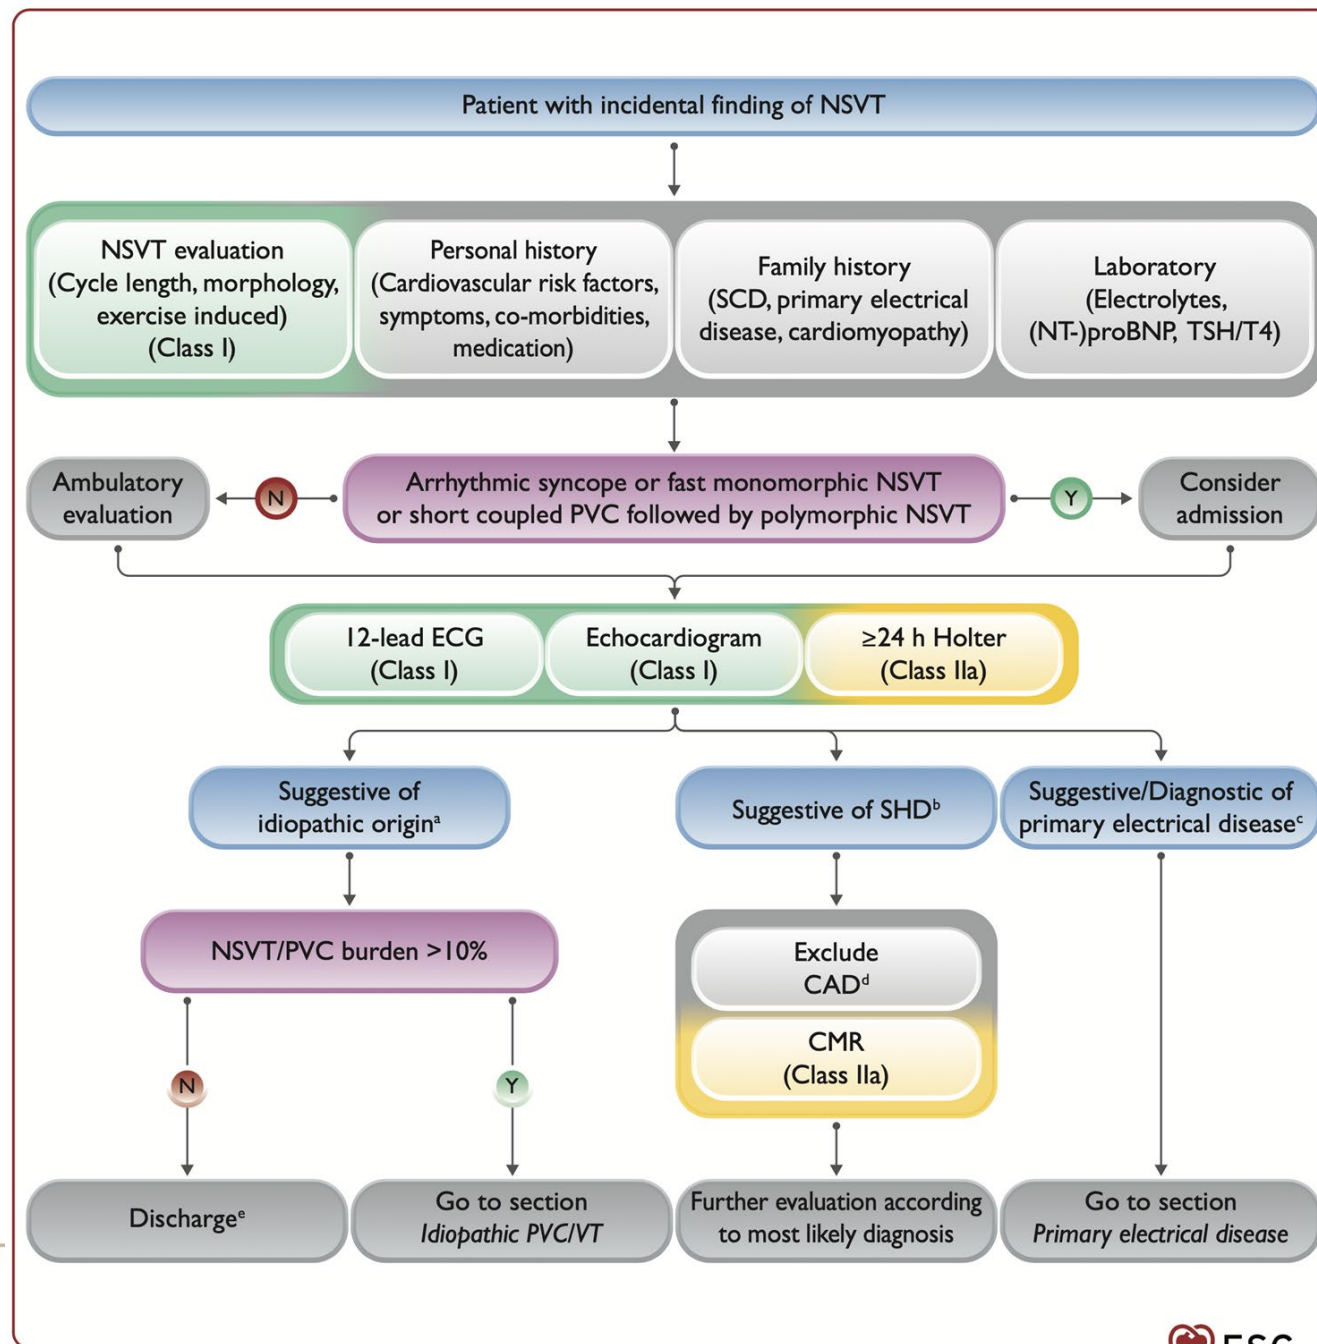 Patient with incidental finding of NSVT
NSVT evaluation
(Cycle length, morphology,
exercise induced)
(Class I)
Personal history
(Cardiovascular risk factors,
symptoms, co-morbidities,
medication)
Family history
(SCD, primary electrical
disease, cardiomyopathy)
Laboratory
(Electrolytes,
(NT-)proBNP, TSH/T4)
Ambulatory
evaluation
N
Arrhythmic syncope or fast monomorphic NSVT
or short coupled PVC followed by polymorphic NSVT
Y
Consider
admission
12-lead ECG
(Class I)
Echocardiogram
(Class I)
≥24 h Holter
(Class IIa)
Suggestive of
idiopathic originᵃ
Suggestive of SHDᵇ
Suggestive/Diagnostic of
primary electrical diseaseᶜ
NSVT/PVC burden >10%
Exclude
CADᵈ
CMR
(Class IIa)
N
Y
Dischargeᵉ
Go to section
Idiopathic PVC/VT
Further evaluation according
to most likely diagnosis
Go to section
Primary electrical disease
ESC